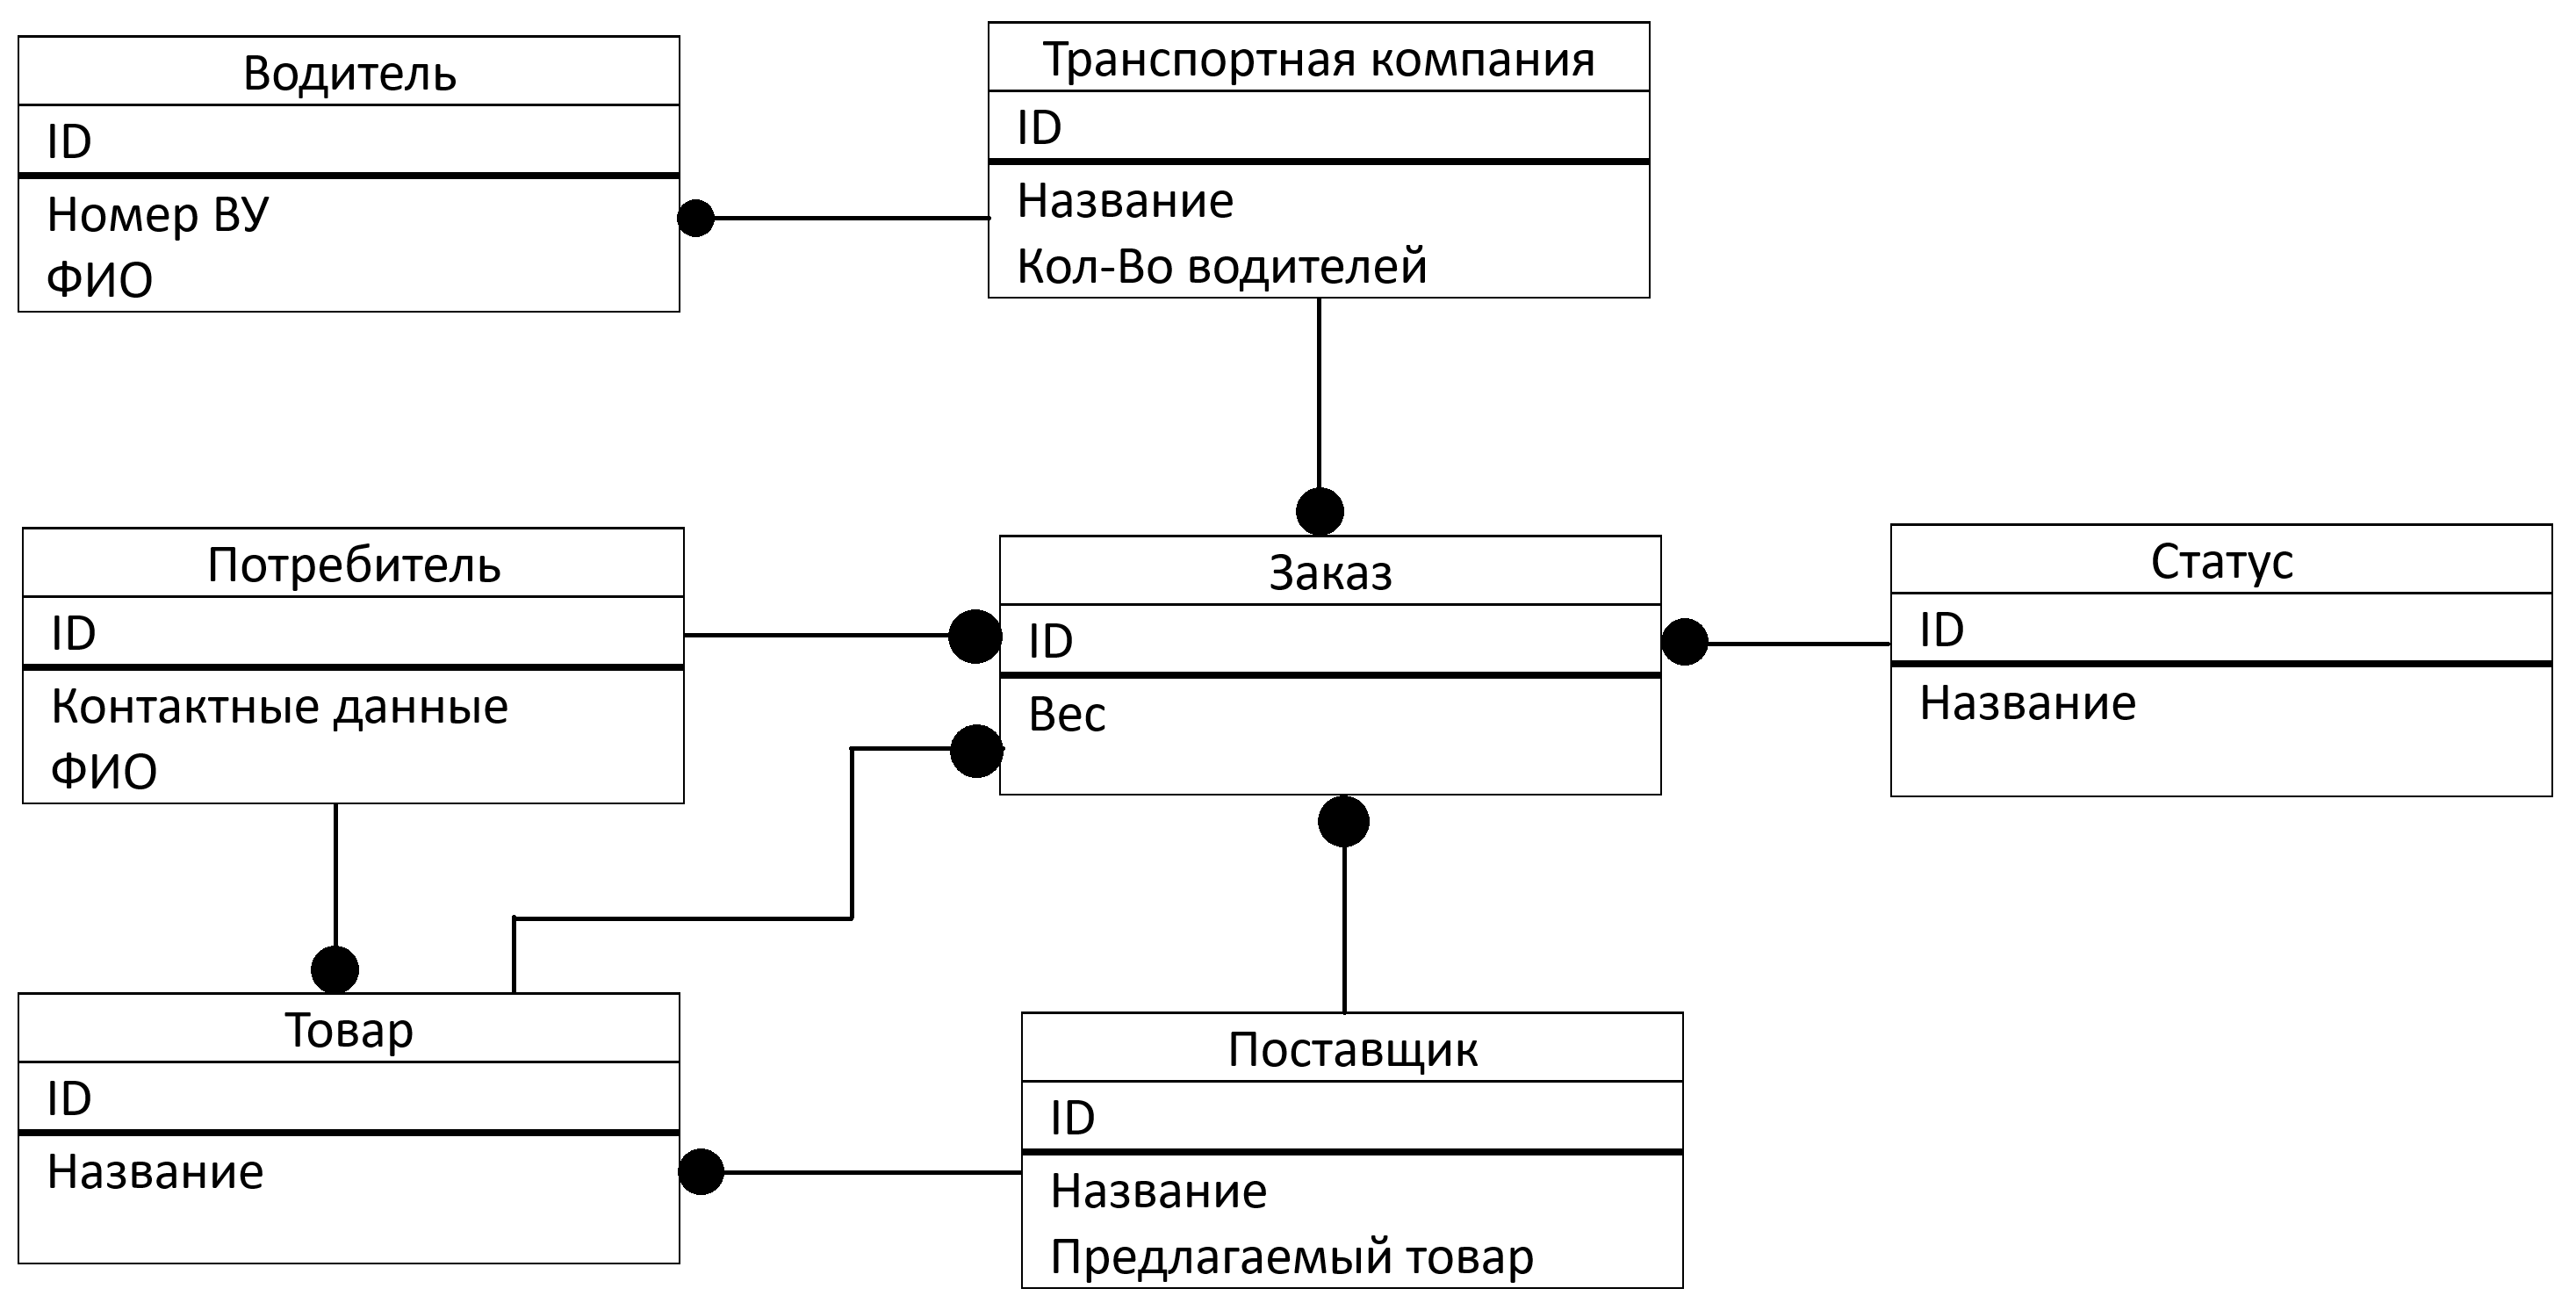 Водитель
ID
Номер ВУ
ФИО
Транспортная компания
ID
Название
Кол-Во водителей
Потребитель
ID
Контактные данные
ФИО
Заказ
ID
Вес
Статус
ID
Название
Товар
ID
Название
Поставщик
ID
Название
Предлагаемый товар